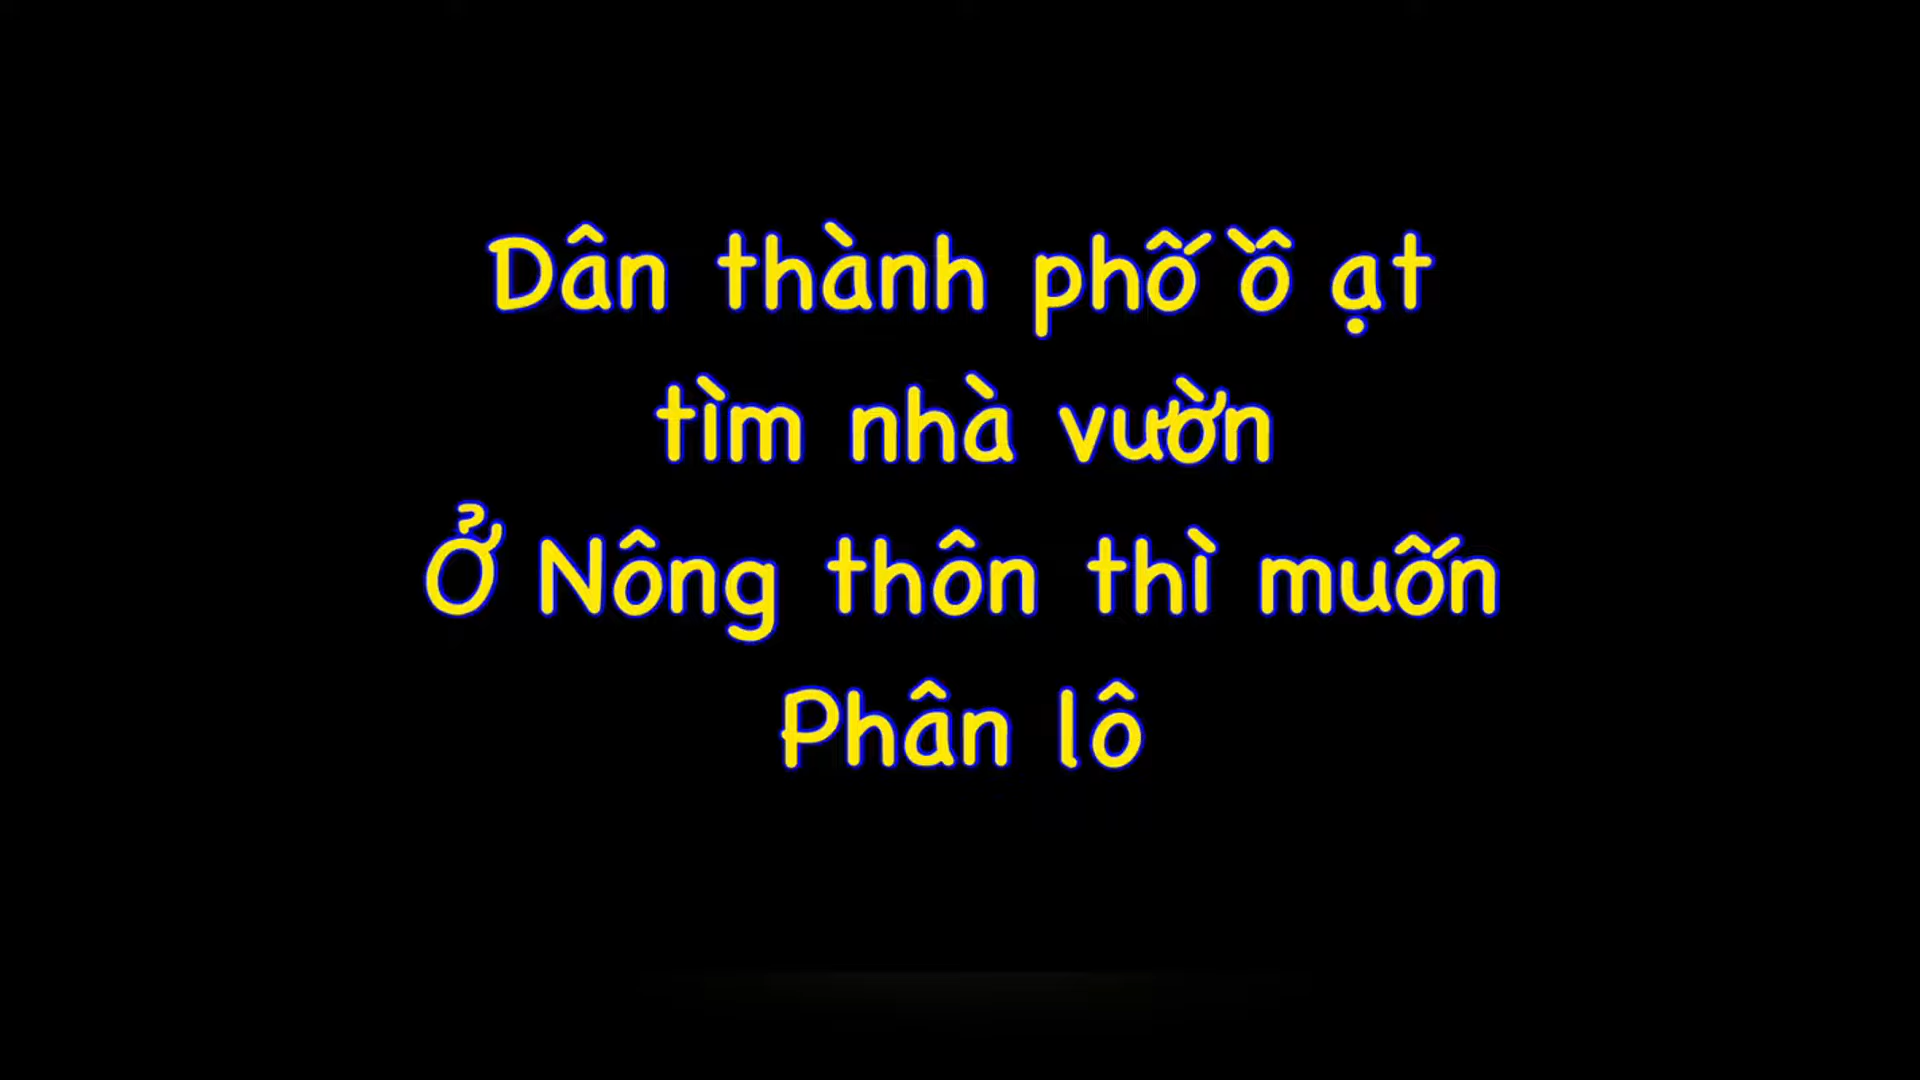 Dân thành phố ồ ạt
tìm nhà vườn
Ở Nông thôn thì muốn
Phân lô